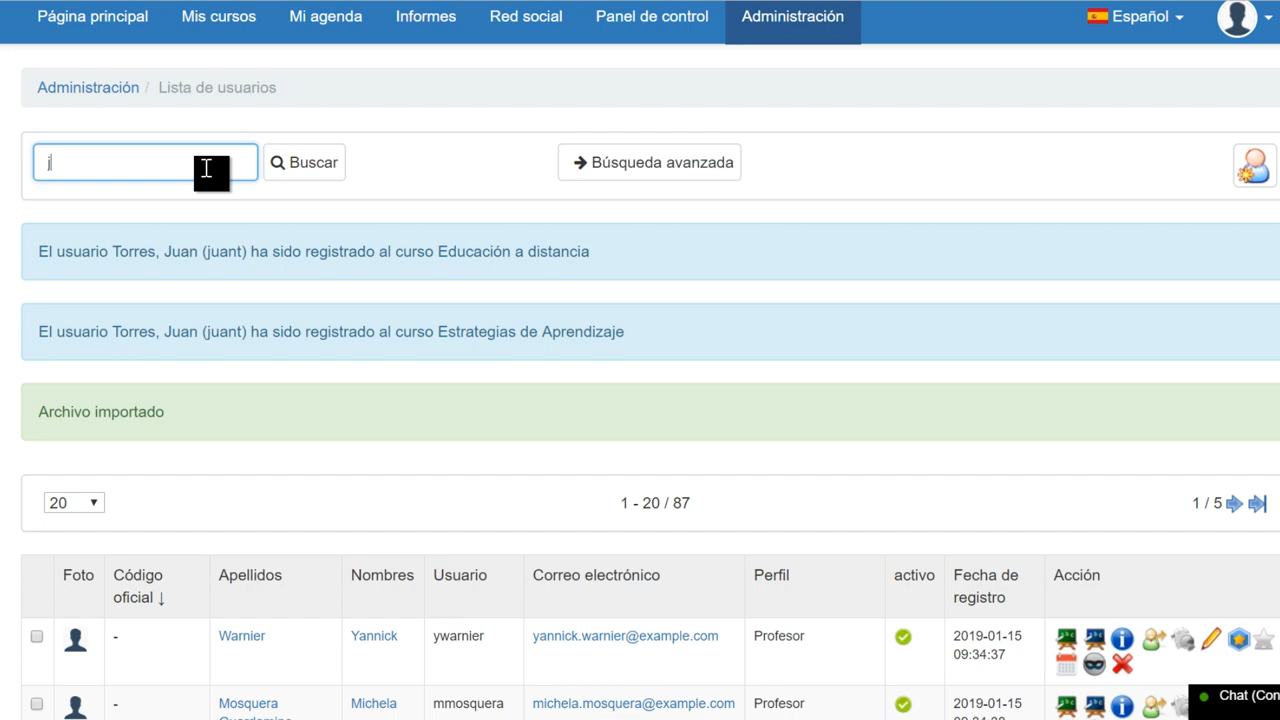 Página principal Mis cursos Mi agenda Informes Red social Panel de control Administración Español
Administración / Lista de usuarios
j Buscar Búsqueda avanzada
El usuario Torres, Juan (juant) ha sido registrado al curso Educación a distancia
El usuario Torres, Juan (juant) ha sido registrado al curso Estrategias de Aprendizaje
Archivo importado
20 1 - 20 / 87 1 / 5
Foto Código oficial ↓ Apellidos Nombres Usuario Correo electrónico Perfil activo Fecha de registro Acción
- Warnier Yannick ywarnier yannick.warnier@example.com Profesor 2019-01-15
09:34:37
- Mosquera Michela mmosquera michela.mosquera@example.com Profesor 2019-01-15
Chat (Con